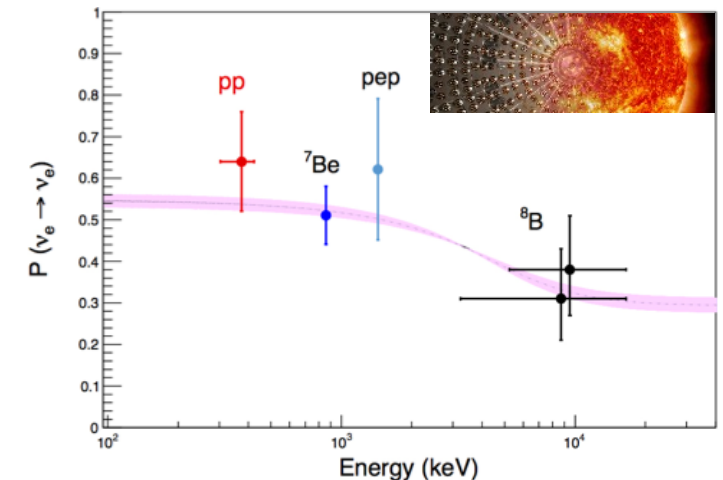 pp
pep
⁷Be
⁸B
P (νₑ → νₑ)
1
0.9
0.8
0.7
0.6
0.5
0.4
0.3
0.2
0.1
0
10²
10³
10⁴
Energy (keV)